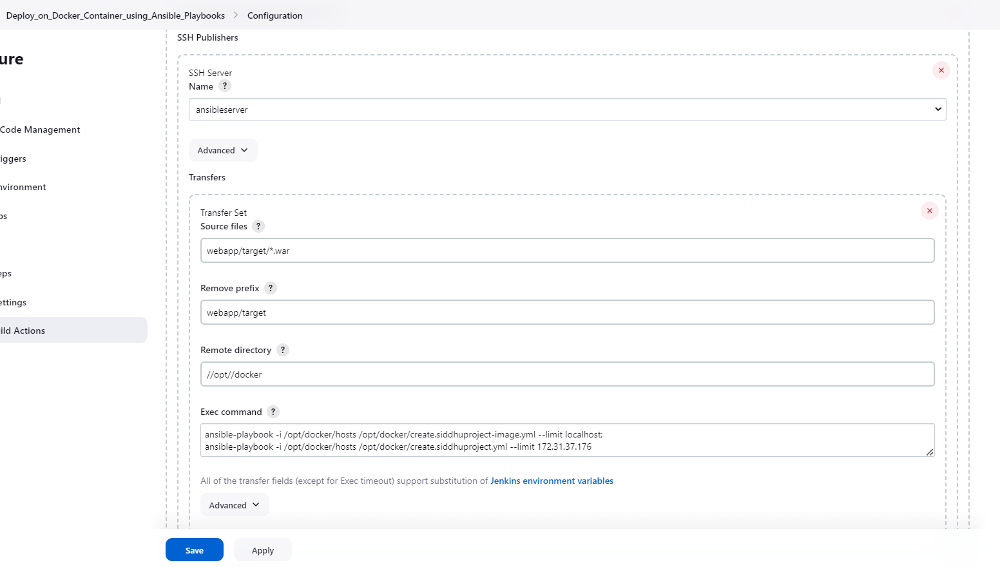 Deploy_on_Docker_Container_using_Ansible_Playbooks > Configuration
SSH Publishers
ure
SSH Server
Name ?
ansibleserver
Code Management
iggers
Advanced
Transfers
nvironment
Transfer Set
ps
Source files ?
webapp/target/*.war
eps
Remove prefix ?
ettings
webapp/target
ild Actions
Remote directory ?
//opt//docker
Exec command ?
ansible-playbook -i /opt/docker/hosts /opt/docker/create.siddhuproject-image.yml --limit localhost;
ansible-playbook -i /opt/docker/hosts /opt/docker/create.siddhuproject.yml --limit 172.31.37.176
All of the transfer fields (except for Exec timeout) support substitution of Jenkins environment variables
Advanced
Save Apply